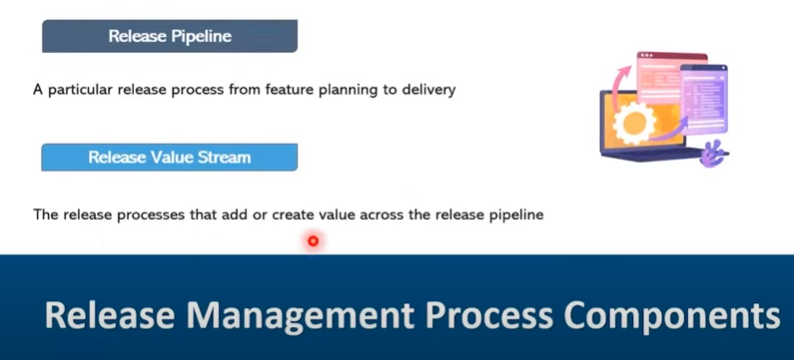 Release Pipeline
A particular release process from feature planning to delivery
Release Value Stream
The release processes that add or create value across the release pipeline
Release Management Process Components